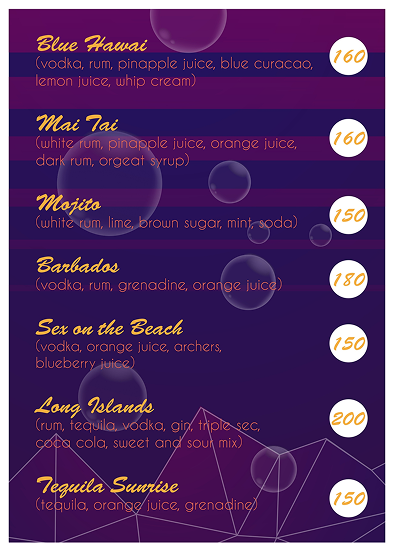 Blue Hawai
160
(vodka, rum, pinapple juice, blue curacao,
lemon juice, whip cream)
Mai Tai
160
(white rum, pinapple juice, orange juice,
dark rum, orgeat syrup)
Mojito
150
(white rum, lime, brown sugar, mint, soda)
Barbados
180
(vodka, rum, grenadine, orange juice)
Sex on the Beach
150
(vodka, orange juice, archers,
blueberry juice)
Long Islands
200
(rum, tequila, vodka, gin, triple sec,
coca cola, sweet and sour mix)
Tequila Sunrise
150
(tequila, orange juice, grenadine)